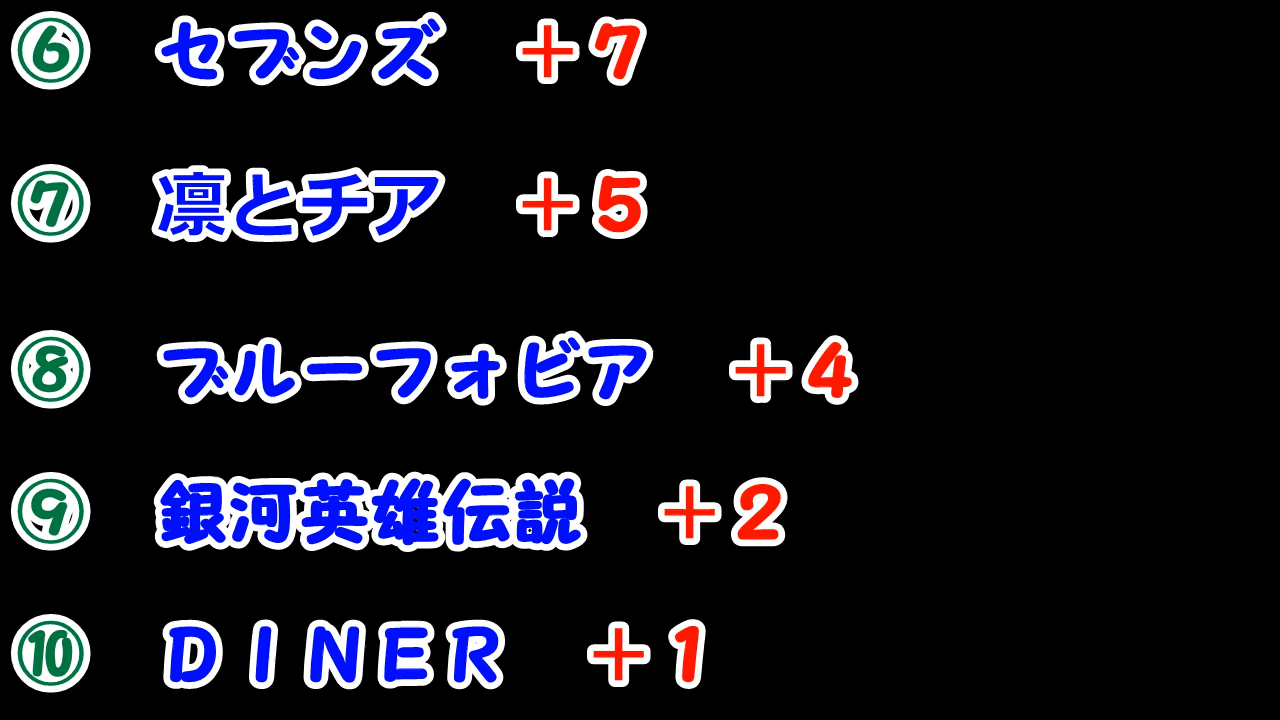 ⑥ セブンズ ＋7
⑦ 凛とチア ＋5
⑧ ブルーフォビア ＋4
⑨ 銀河英雄伝説 ＋2
⑩ ＤＩＮＥＲ ＋1